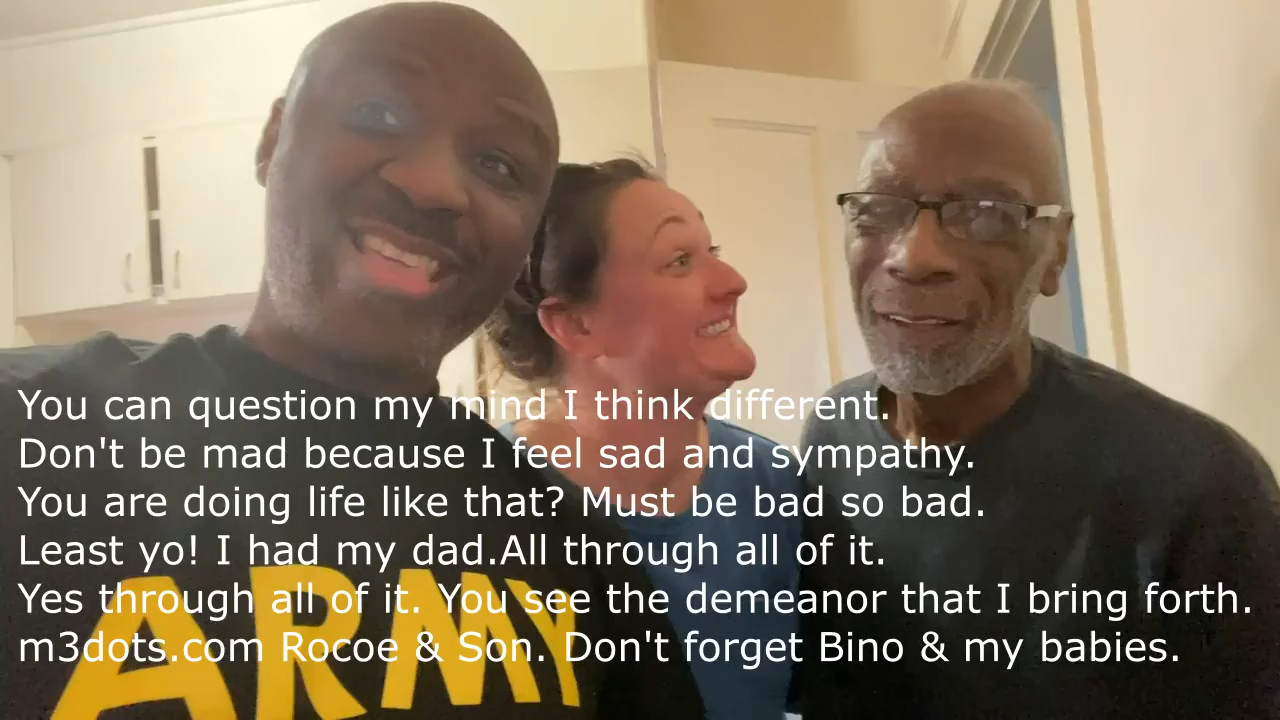 You can question my mind I think different.
Don't be mad because I feel sad and sympathy.
You are doing life like that? Must be bad so bad.
Least yo! I had my dad.All through all of it.
Yes through all of it. You see the demeanor that I bring forth.
m3dots.com Rocoe & Son. Don't forget Bino & my babies.
ARMY